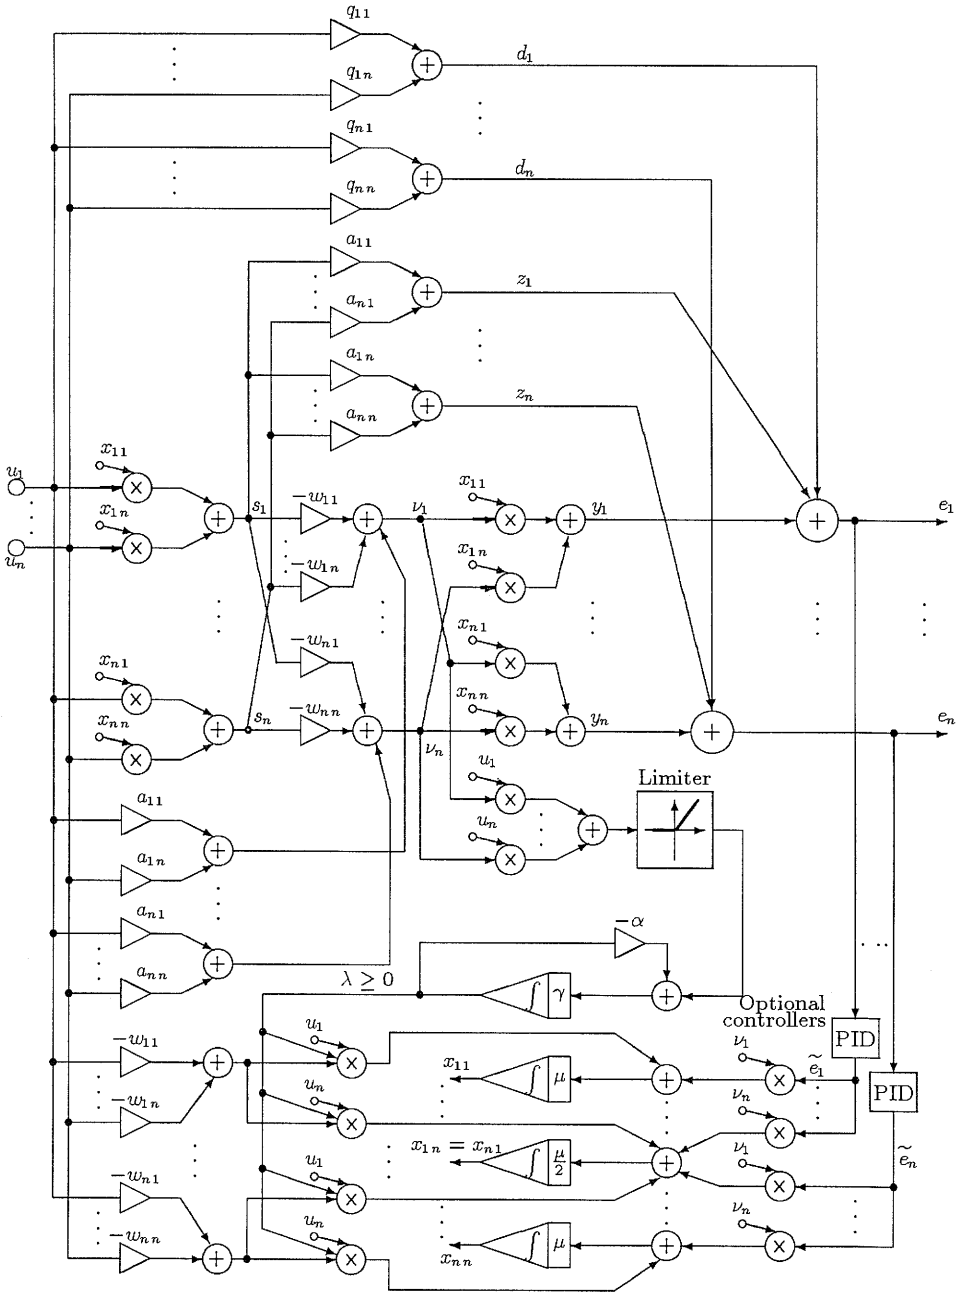 q₁₁
d₁
q₁ₙ
qₙ₁
dₙ
qₙₙ
a₁₁
z₁
aₙ₁
a₁ₙ
zₙ
aₙₙ
x₁₁
u₁
x₁ₙ
uₙ
s₁
−w₁₁
ν₁
x₁₁
y₁
e₁
−w₁ₙ
x₁ₙ
−wₙ₁
xₙ₁
xₙ₁
xₙₙ
sₙ
−wₙₙ
νₙ
xₙₙ
yₙ
eₙ
u₁
Limiter
uₙ
a₁₁
a₁ₙ
aₙ₁
aₙₙ
−α
λ ≥ 0
∫ γ
Optional
controllers
PID
−w₁₁
u₁
x₁₁
∫ μ
ν₁
ẽ₁
PID
−w₁ₙ
uₙ
νₙ
x₁ₙ = xₙ₁
∫ μ/2
ν₁
ẽₙ
−wₙ₁
u₁
−wₙₙ
uₙ
xₙₙ
∫ μ
νₙ